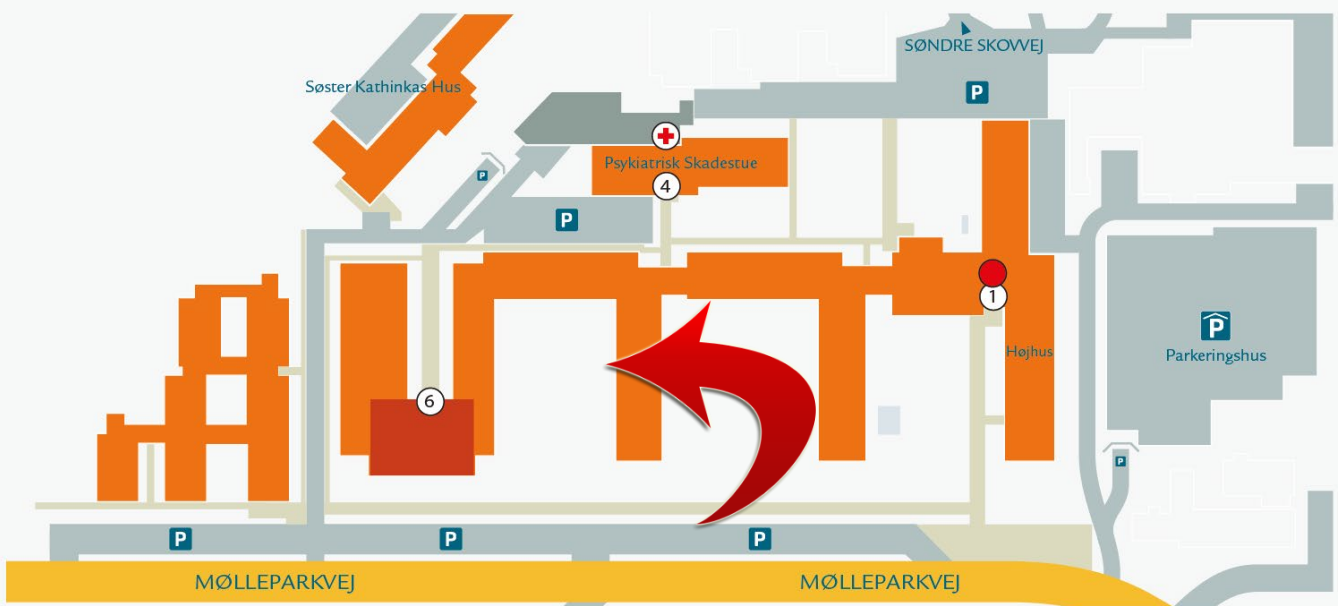 SØNDRE SKOVVEJ
Søster Kathinkas Hus
P
Psykiatrisk Skadestue
P
4
P
1
P
Højhus
Parkeringshus
6
P
P
P
P
MØLLEPARKVEJ
MØLLEPARKVEJ